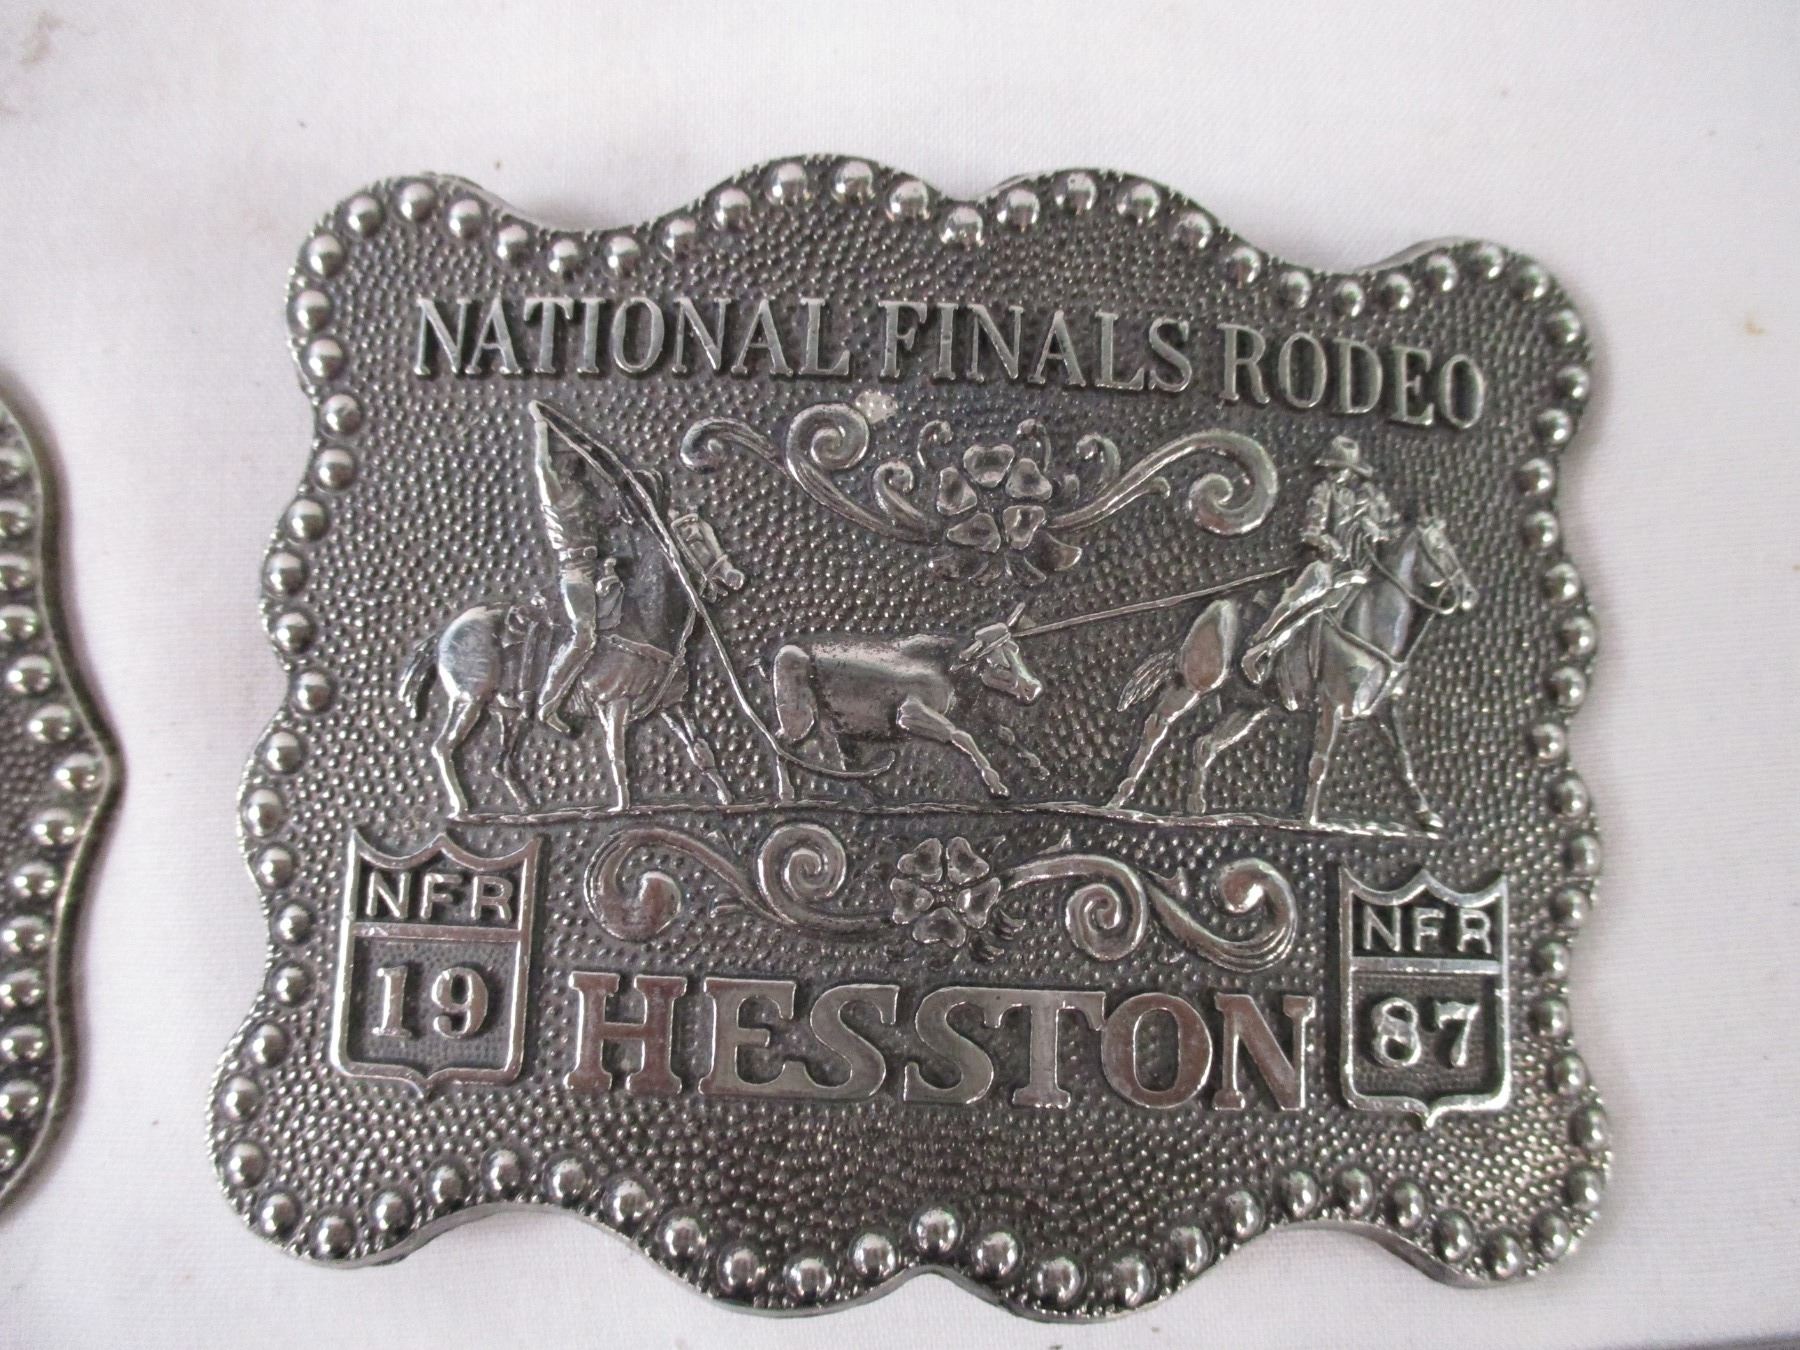 NATIONAL FINALS RODEO
NFR
19
HESSTON
NFR
87